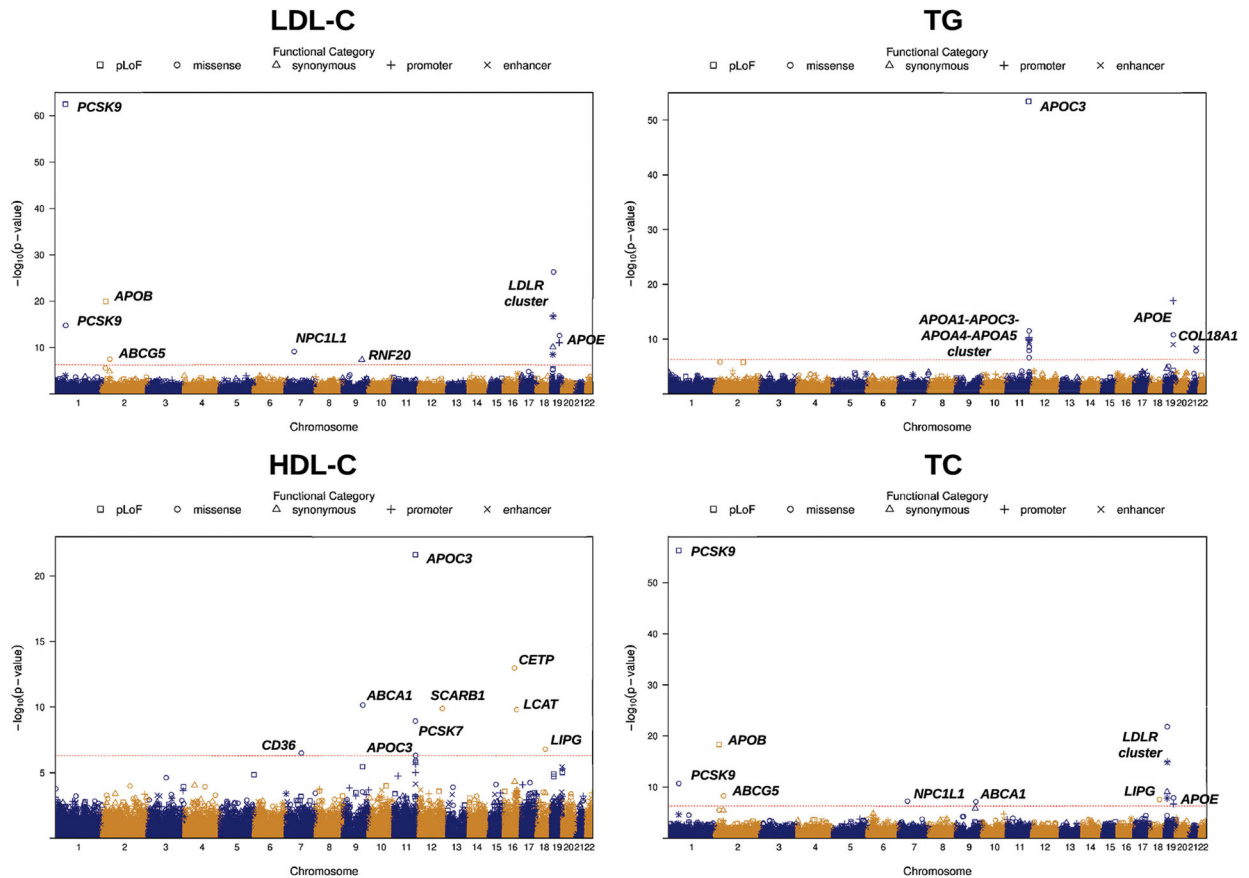 LDL-C
Functional Category
pLoF missense synonymous promoter enhancer
60
50
40
30
20
10
−log10(p−value)
PCSK9
APOB
PCSK9
ABCG5
NPC1L1
RNF20
LDLR
cluster
APOE
1 2 3 4 5 6 7 8 9 10 11 12 13 14 15 16 17 18 19 20 21 22
Chromosome
TG
Functional Category
pLoF missense synonymous promoter enhancer
50
40
30
20
10
−log10(p−value)
APOC3
APOA1-APOC3-
APOA4-APOA5
cluster
APOE
COL18A1
1 2 3 4 5 6 7 8 9 10 11 12 13 14 15 16 17 18 19 20 21 22
Chromosome
HDL-C
Functional Category
pLoF missense synonymous promoter enhancer
20
15
10
5
−log10(p−value)
APOC3
CETP
ABCA1
SCARB1
LCAT
PCSK7
CD36
APOC3
LIPG
1 2 3 4 5 6 7 8 9 10 11 12 13 14 15 16 17 18 19 20 21 22
Chromosome
TC
Functional Category
pLoF missense synonymous promoter enhancer
50
40
30
20
10
−log10(p−value)
PCSK9
APOB
PCSK9
ABCG5
NPC1L1
ABCA1
LDLR
cluster
LIPG
APOE
1 2 3 4 5 6 7 8 9 10 11 12 13 14 15 16 17 18 19 20 21 22
Chromosome